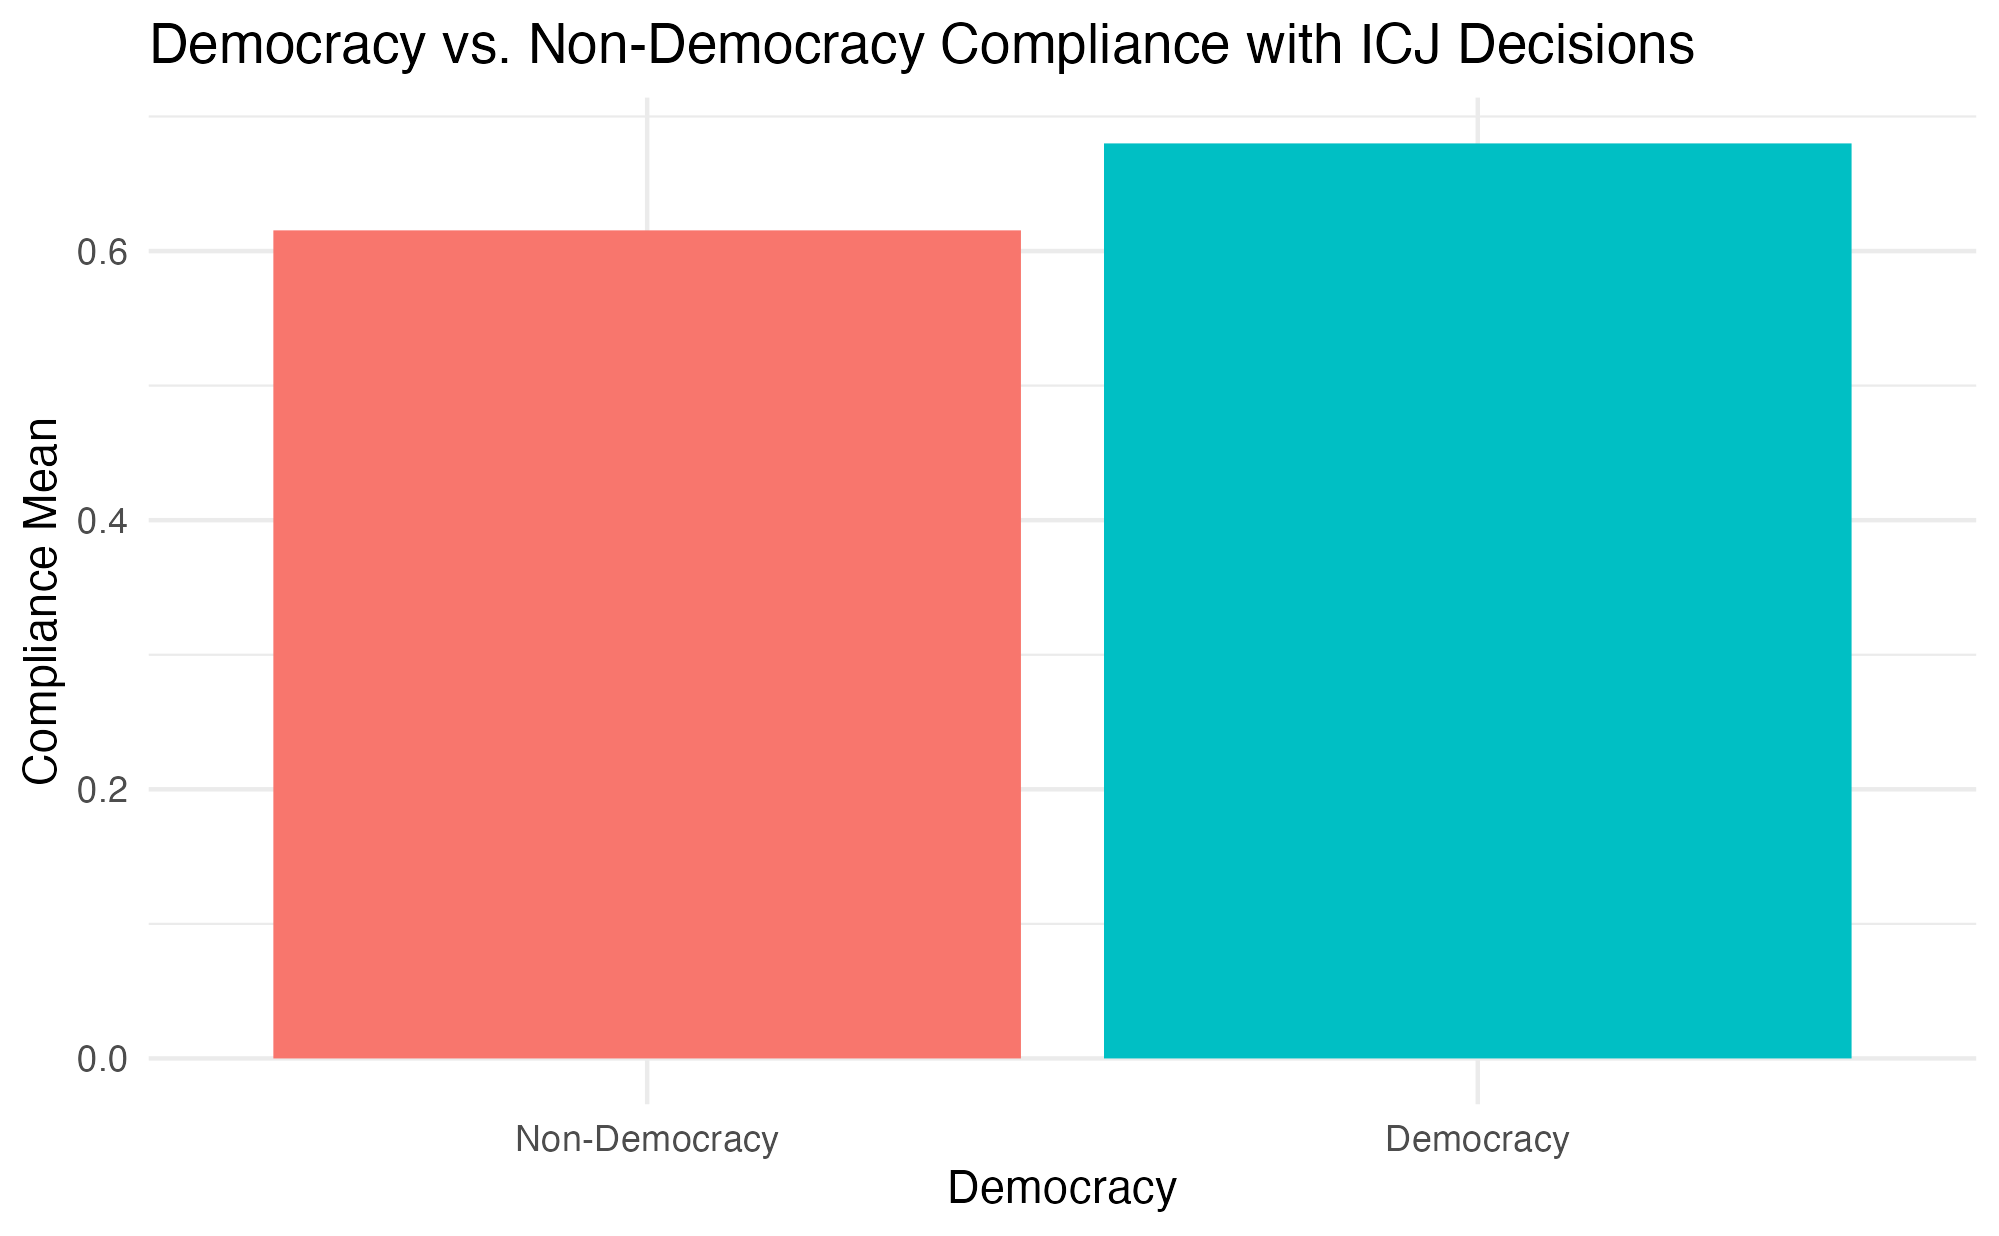 Democracy vs. Non-Democracy Compliance with ICJ Decisions
Compliance Mean
0.6
0.4
0.2
0.0
Non-Democracy
Democracy
Democracy